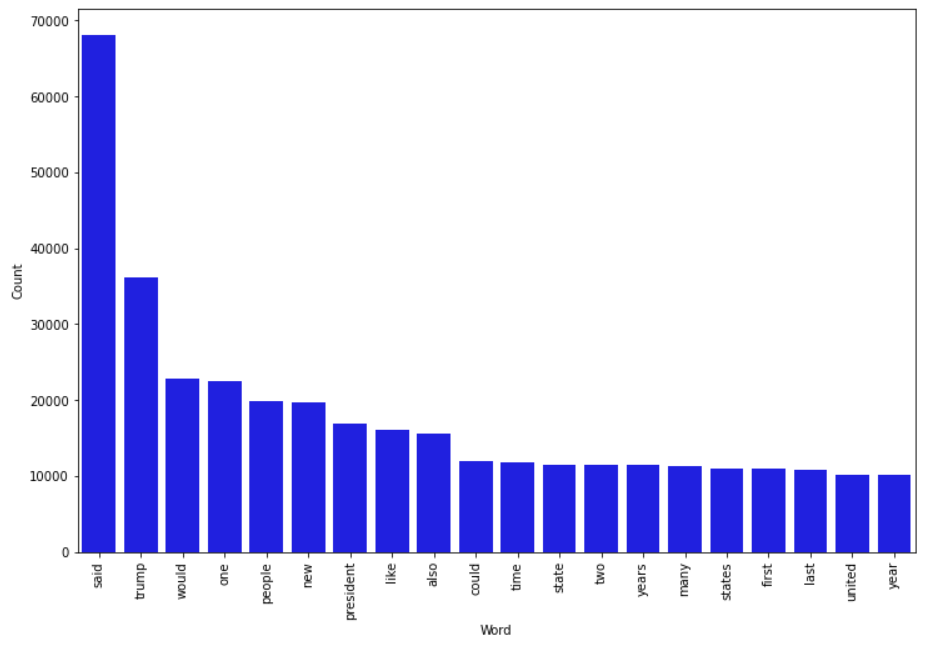 70000
60000
50000
40000
30000
20000
10000
0
Count
said
trump
would
one
people
new
president
like
also
could
time
state
two
years
many
states
first
last
united
year
Word